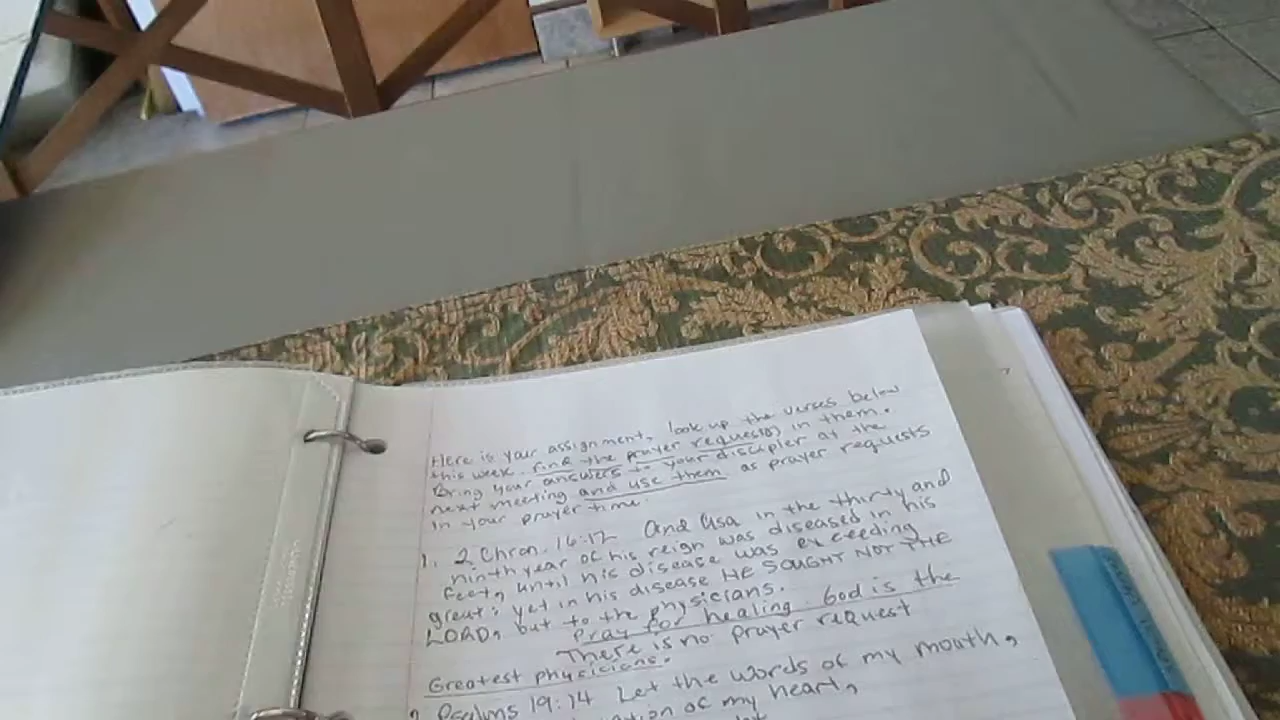 Here is your assignment, look up the verses below
this week. Find the prayer request(s) in them.
Bring your answers to your discipler at the
next meeting and use them as prayer requests
in your prayer time.
1. 2 Chron. 16:12 And Asa in the thirty and
ninth year of his reign was diseased in his
feet, until his disease was exceeding
great: yet in his disease HE SOUGHT NOT THE
LORD, but to the physicians.
Pray for healing. God is the
There is no prayer request
Greatest physicians.
Psalms 19:14 Let the words of my mouth,
of my heart,